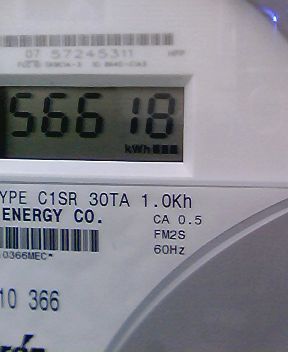 07 57245311
56618
kWh
YPE C1SR 30TA 1.0Kh
ENERGY CO.
CA 0.5
FM2S
60Hz
0366MEC*
10 366